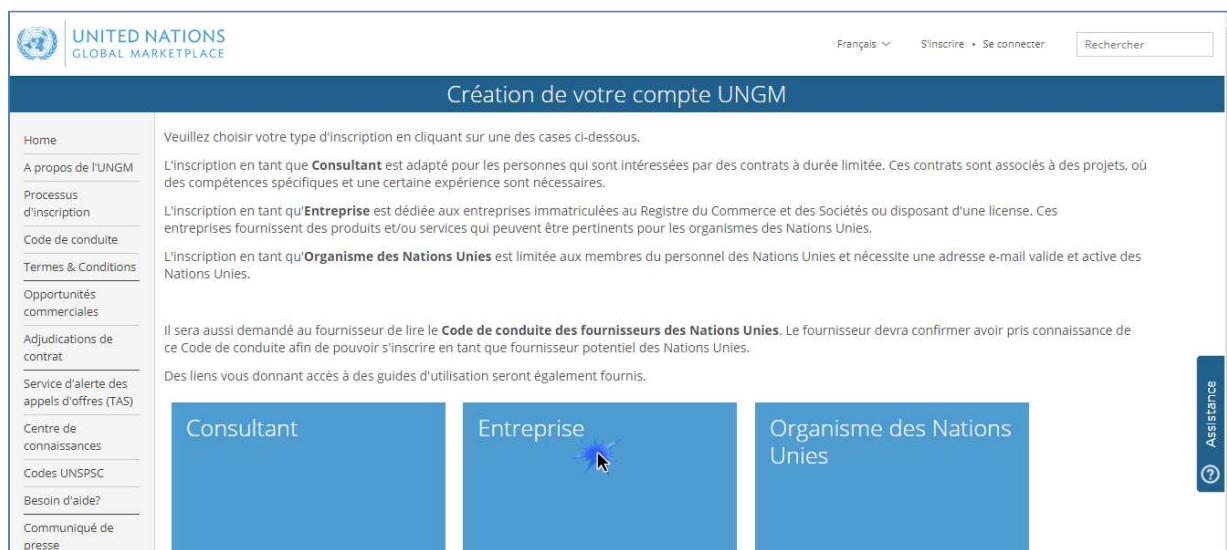 UNITED NATIONS
GLOBAL MARKETPLACE
Français
S'inscrire • Se connecter
Rechercher
Création de votre compte UNGM
Home
A propos de l'UNGM
Processus
d'inscription
Code de conduite
Termes & Conditions
Opportunités
commerciales
Adjudications de
contrat
Service d'alerte des
appels d'offres (TAS)
Centre de
connaissances
Codes UNSPSC
Besoin d'aide?
Communiqué de
presse
Veuillez choisir votre type d'inscription en cliquant sur une des cases ci-dessous.
L'inscription en tant que Consultant est adapté pour les personnes qui sont intéressées par des contrats à durée limitée. Ces contrats sont associés à des projets, où
des compétences spécifiques et une certaine expérience sont nécessaires.
L'inscription en tant qu'Entreprise est dédiée aux entreprises immatriculées au Registre du Commerce et des Sociétés ou disposant d'une license. Ces
entreprises fournissent des produits et/ou services qui peuvent être pertinents pour les organismes des Nations Unies.
L'inscription en tant qu'Organisme des Nations Unies est limitée aux membres du personnel des Nations Unies et nécessite une adresse e-mail valide et active des
Nations Unies.
Il sera aussi demandé au fournisseur de lire le Code de conduite des fournisseurs des Nations Unies. Le fournisseur devra confirmer avoir pris connaissance de
ce Code de conduite afin de pouvoir s'inscrire en tant que fournisseur potentiel des Nations Unies.
Des liens vous donnant accès à des guides d'utilisation seront également fournis.
Consultant
Entreprise
Organisme des Nations
Unies
Assistance
?